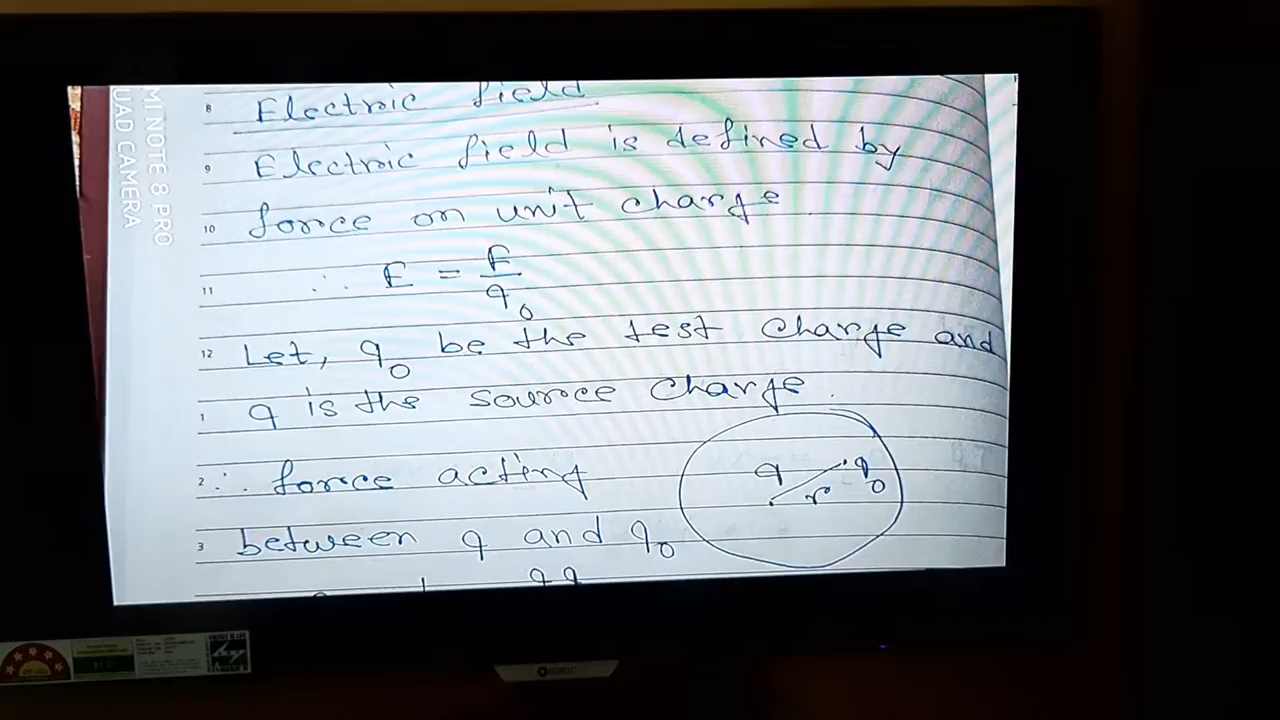 8 Electric field
9 Electric field is defined by
10 force on unit charge.
11 ∴ E = F/q₀
12 Let, q₀ be the test charge and
1 q is the source charge.
2 ∴ force acting
3 between q and q₀
q r q₀
MI NOTE 8 PRO
UAD CAMERA